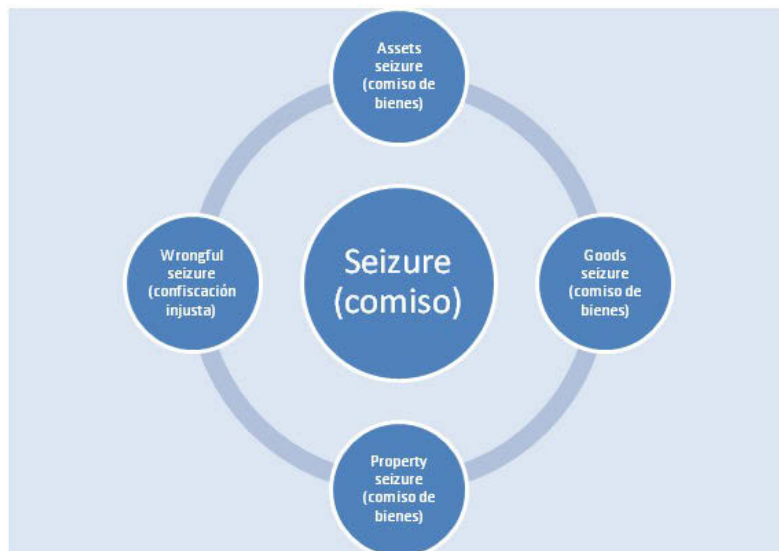 Assets
seizure
(comiso de
bienes)
Wrongful
seizure
(confiscación
injusta)
Seizure
(comiso)
Goods
seizure
(comiso de
bienes)
Property
seizure
(comiso de
bienes)